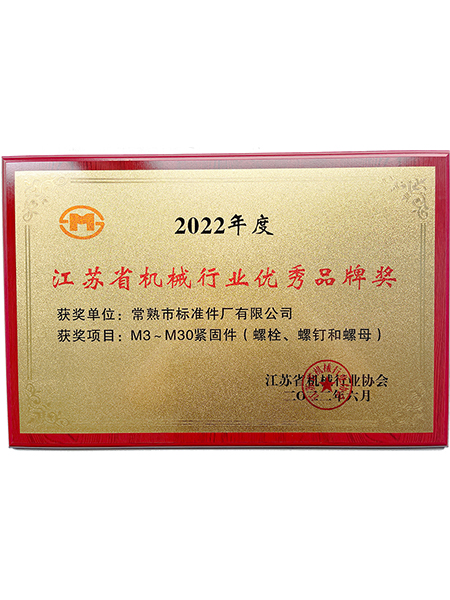 2022年度
江苏省机械行业优秀品牌奖
获奖单位：常熟市标准件厂有限公司
获奖项目：M3～M30紧固件（螺栓、螺钉和螺母）
江苏省机械行业协会
二〇二二年六月